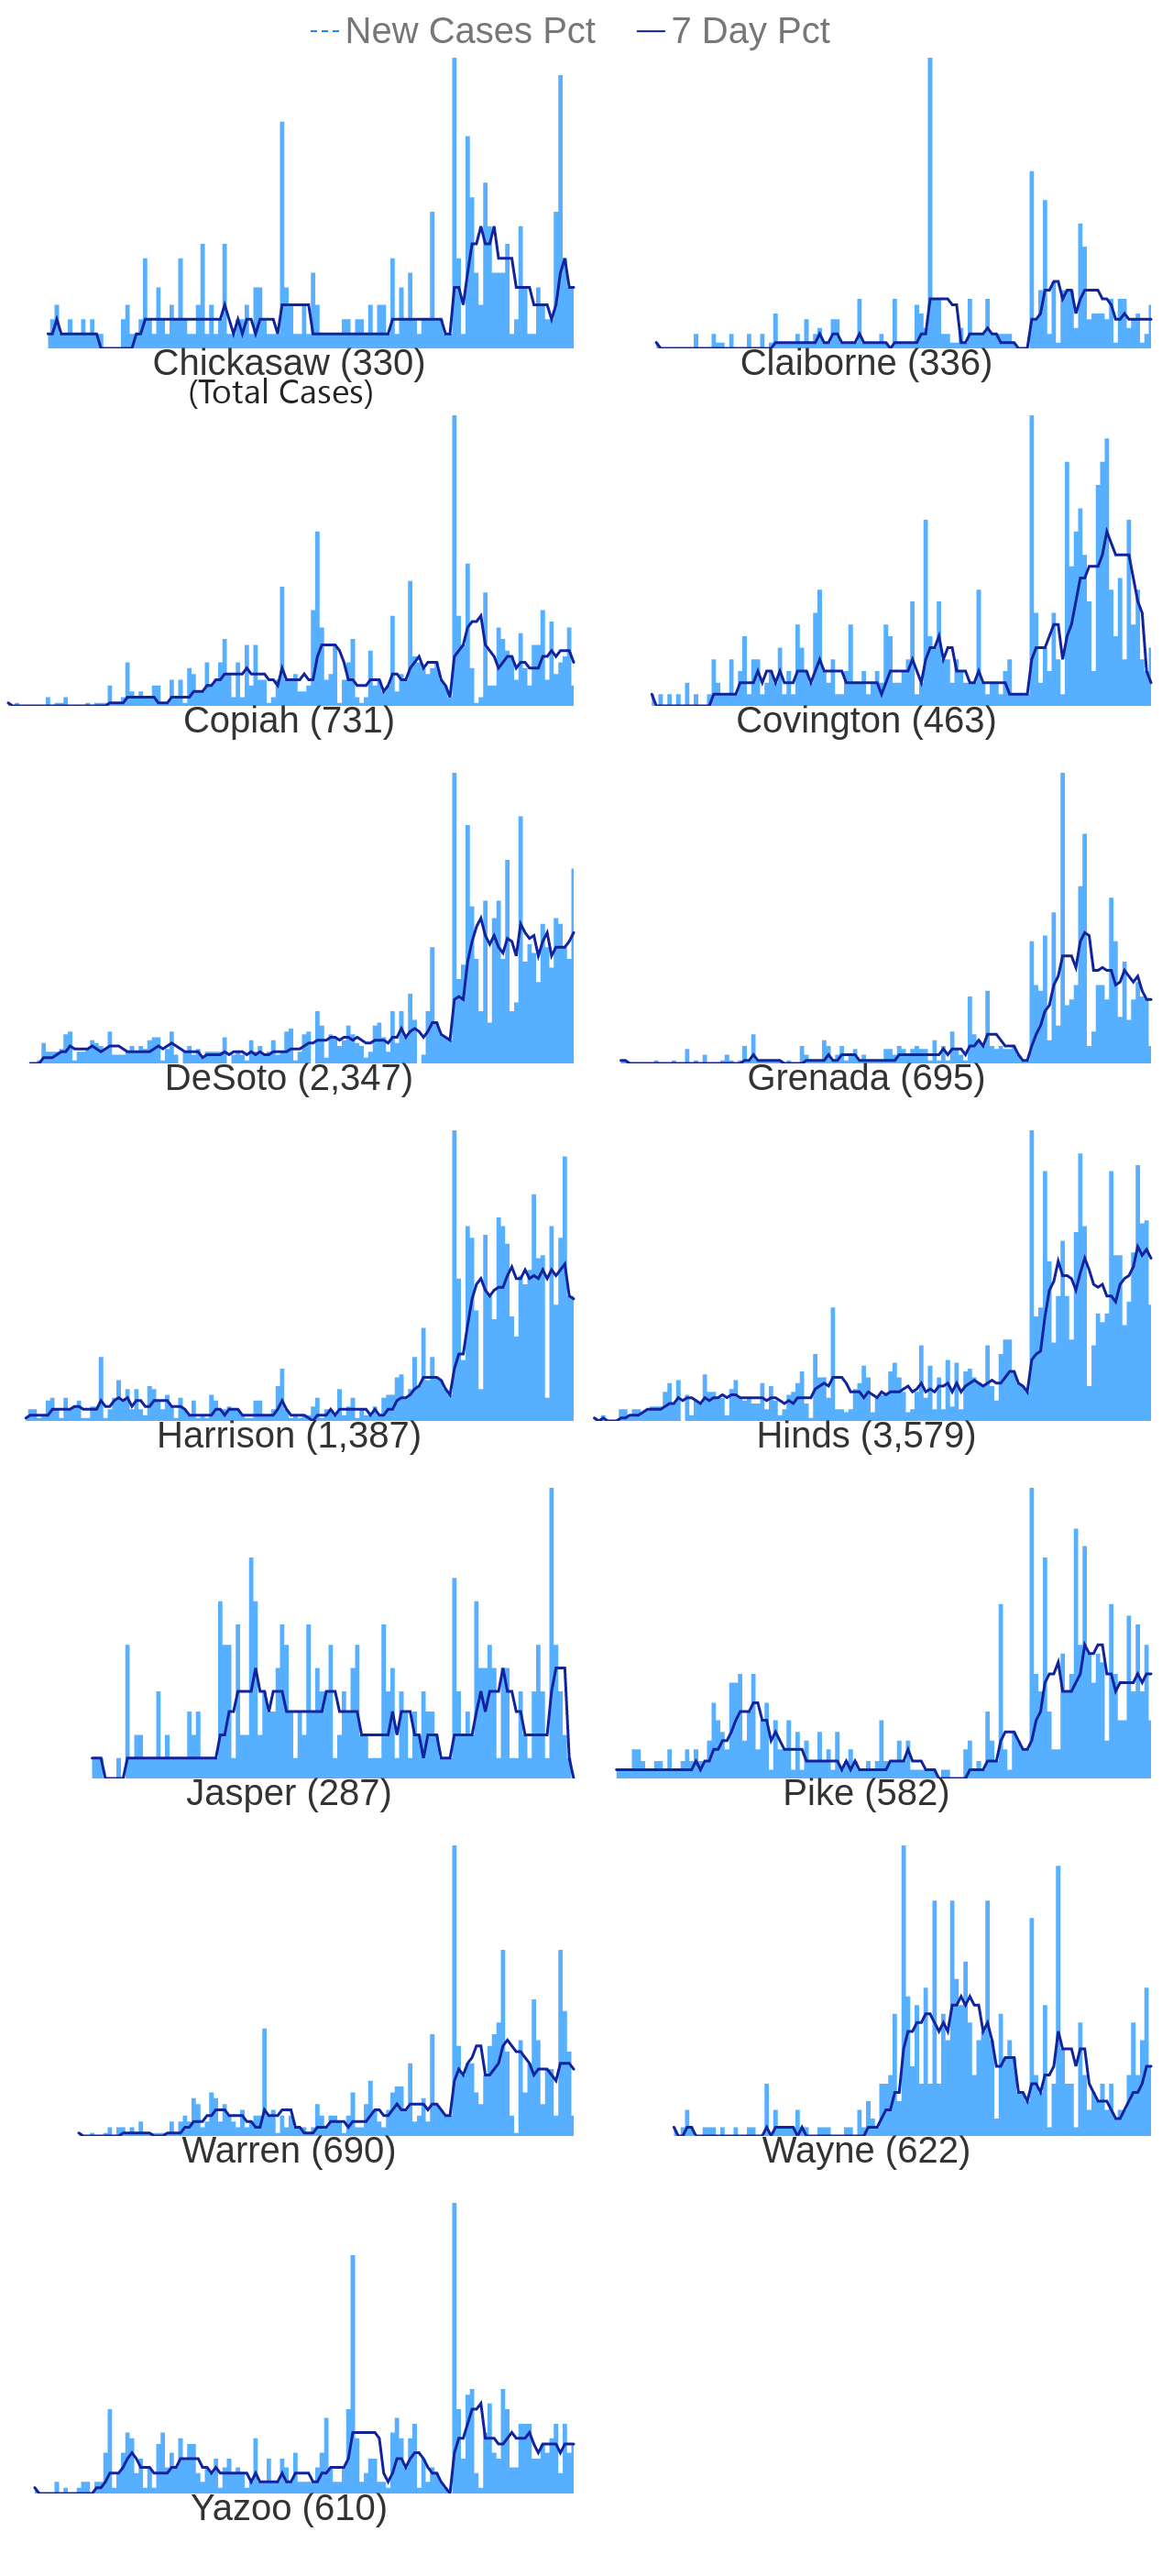 New Cases Pct 7 Day Pct
Chickasaw (330) Claiborne (336)
(Total Cases)
Copiah (731) Covington (463)
DeSoto (2,347) Grenada (695)
Harrison (1,387) Hinds (3,579)
Jasper (287) Pike (582)
Warren (690) Wayne (622)
Yazoo (610)